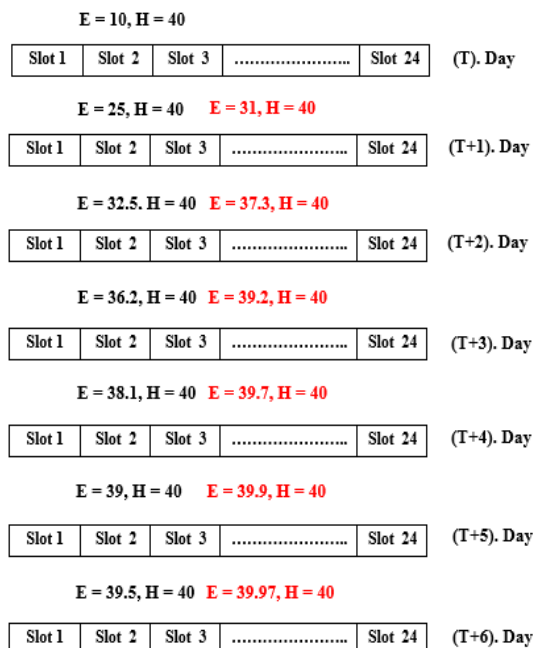 E = 10, H = 40
Slot 1 Slot 2 Slot 3 ........................ Slot 24 (T). Day
E = 25, H = 40 E = 31, H = 40
Slot 1 Slot 2 Slot 3 ........................ Slot 24 (T+1). Day
E = 32.5. H = 40 E = 37.3, H = 40
Slot 1 Slot 2 Slot 3 ........................ Slot 24 (T+2). Day
E = 36.2, H = 40 E = 39.2, H = 40
Slot 1 Slot 2 Slot 3 ........................ Slot 24 (T+3). Day
E = 38.1, H = 40 E = 39.7, H = 40
Slot 1 Slot 2 Slot 3 ........................ Slot 24 (T+4). Day
E = 39, H = 40 E = 39.9, H = 40
Slot 1 Slot 2 Slot 3 ........................ Slot 24 (T+5). Day
E = 39.5, H = 40 E = 39.97, H = 40
Slot 1 Slot 2 Slot 3 ........................ Slot 24 (T+6). Day